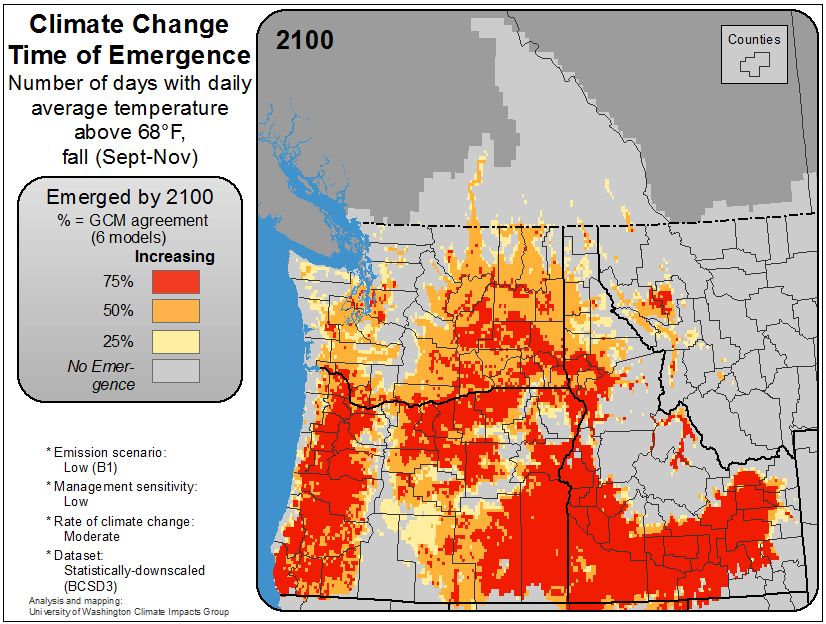 Climate Change
Time of Emergence
Number of days with daily
average temperature
above 68°F,
fall (Sept-Nov)
Emerged by 2100
% = GCM agreement
(6 models)
Increasing
75%
50%
25%
No Emer-
gence
* Emission scenario:
Low (B1)
* Management sensitivity:
Low
* Rate of climate change:
Moderate
* Dataset:
Statistically-downscaled
(BCSD3)
Analysis and mapping:
University of Washington Climate Impacts Group
2100
Counties